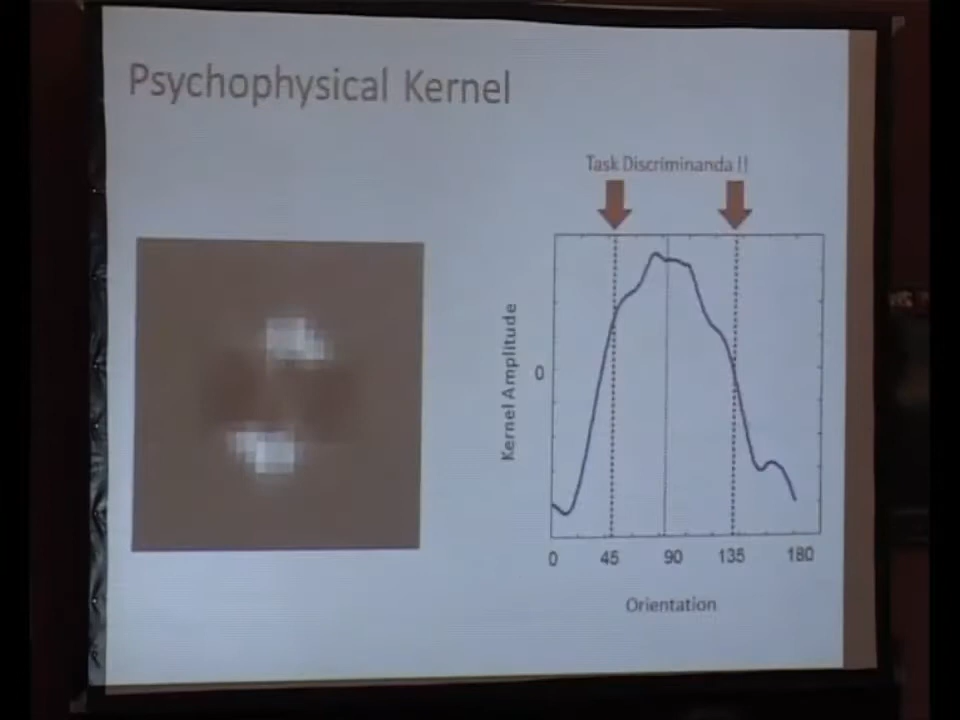 Psychophysical Kernel
Task Discriminanda !!
Kernel Amplitude
0
0 45 90 135 180
Orientation